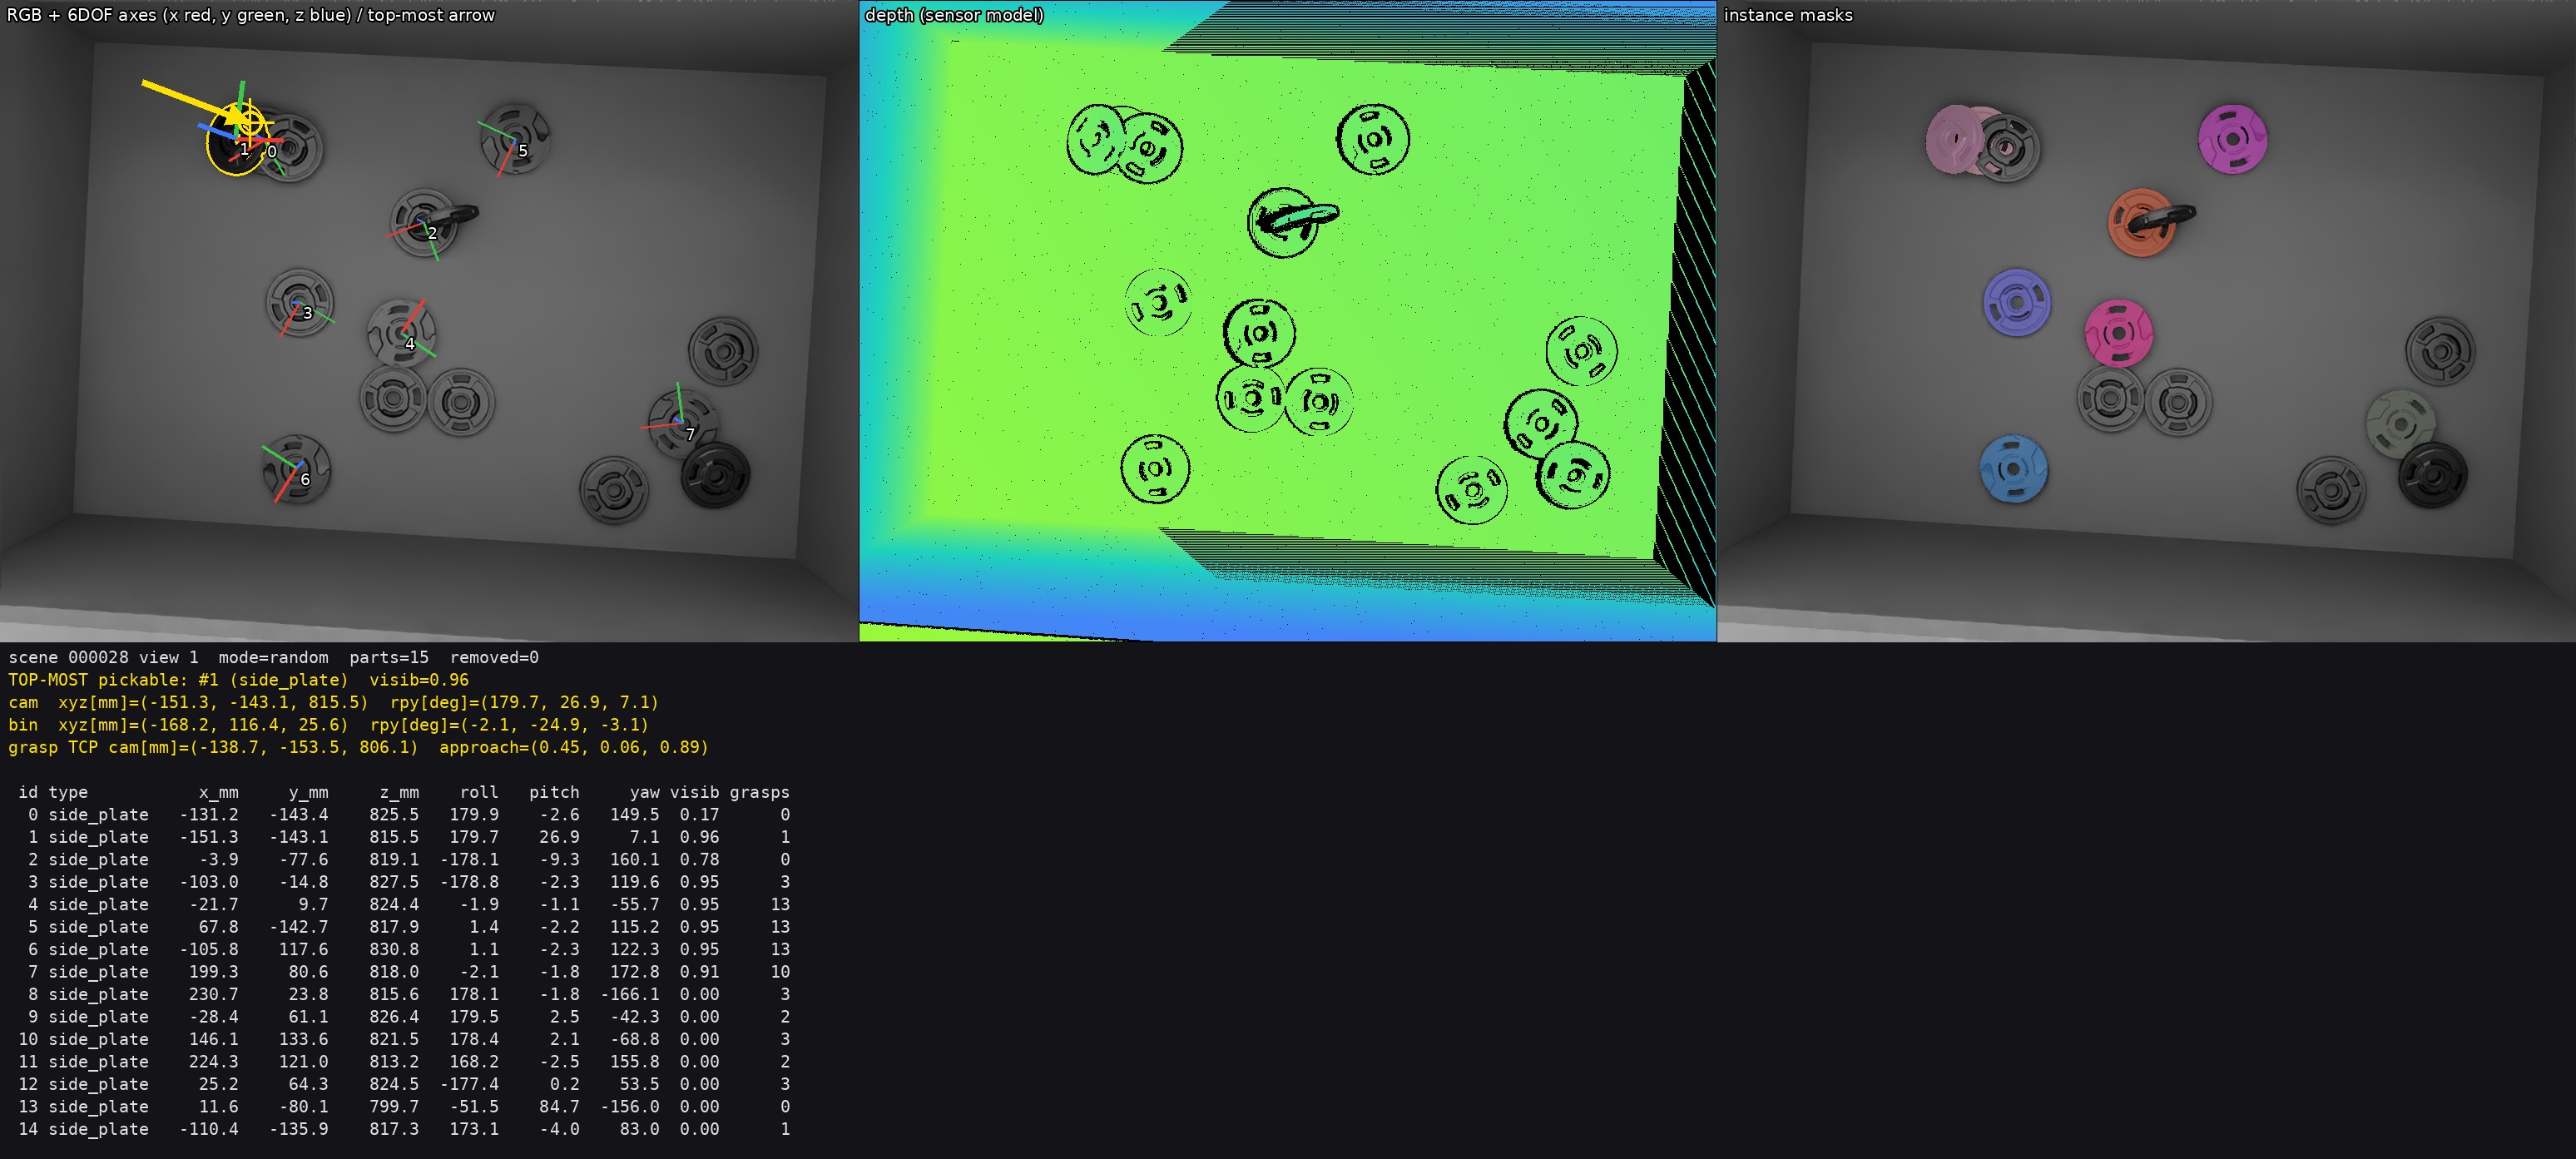 RGB + 6DOF axes (x red, y green, z blue) / top-most arrow
depth (sensor model)
instance masks
1
0
5
2
3
4
7
6
scene 000028 view 1  mode=random  parts=15  removed=0
TOP-MOST pickable: #1 (side_plate)  visib=0.96
cam  xyz[mm]=(-151.3, -143.1, 815.5)  rpy[deg]=(179.7, 26.9, 7.1)
bin  xyz[mm]=(-168.2, 116.4, 25.6)  rpy[deg]=(-2.1, -24.9, -3.1)
grasp TCP cam[mm]=(-138.7, -153.5, 806.1)  approach=(0.45, 0.06, 0.89)
id type x_mm y_mm z_mm roll pitch yaw visib grasps
0 side_plate -131.2 -143.4 825.5 179.9 -2.6 149.5 0.17 0
1 side_plate -151.3 -143.1 815.5 179.7 26.9 7.1 0.96 1
2 side_plate -3.9 -77.6 819.1 -178.1 -9.3 160.1 0.78 0
3 side_plate -103.0 -14.8 827.5 -178.8 -2.3 119.6 0.95 3
4 side_plate -21.7 9.7 824.4 -1.9 -1.1 -55.7 0.95 13
5 side_plate 67.8 -142.7 817.9 1.4 -2.2 115.2 0.95 13
6 side_plate -105.8 117.6 830.8 1.1 -2.3 122.3 0.95 13
7 side_plate 199.3 80.6 818.0 -2.1 -1.8 172.8 0.91 10
8 side_plate 230.7 23.8 815.6 178.1 -1.8 -166.1 0.00 3
9 side_plate -28.4 61.1 826.4 179.5 2.5 -42.3 0.00 2
10 side_plate 146.1 133.6 821.5 178.4 2.1 -68.8 0.00 3
11 side_plate 224.3 121.0 813.2 168.2 -2.5 155.8 0.00 2
12 side_plate 25.2 64.3 824.5 -177.4 0.2 53.5 0.00 3
13 side_plate 11.6 -80.1 799.7 -51.5 84.7 -156.0 0.00 0
14 side_plate -110.4 -135.9 817.3 173.1 -4.0 83.0 0.00 1